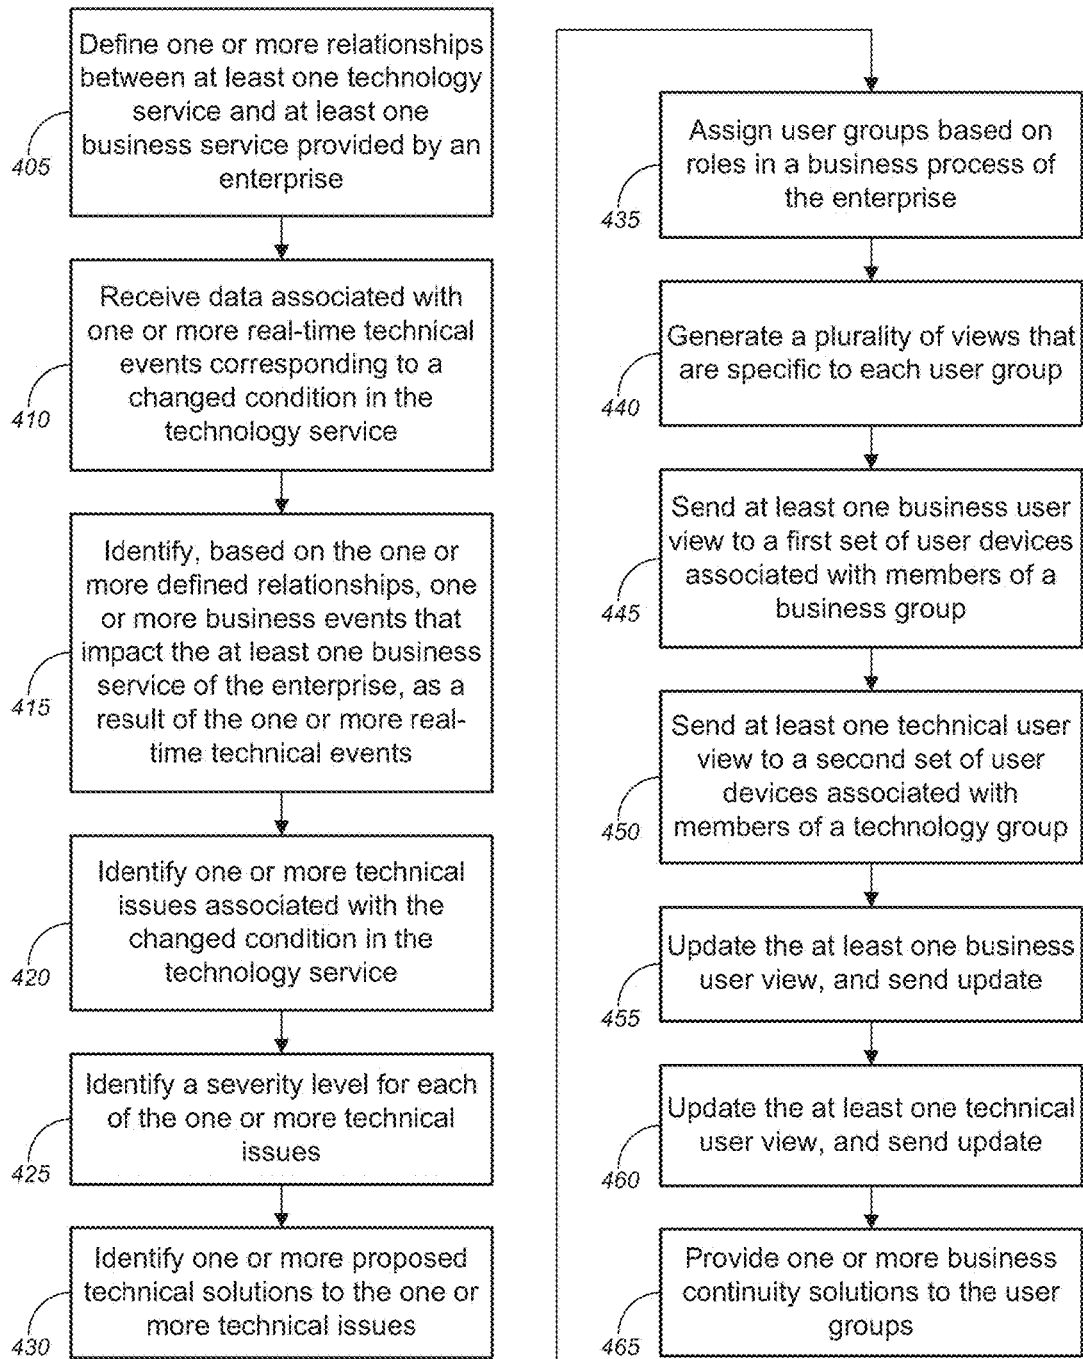 Define one or more relationships
between at least one technology
service and at least one
business service provided by an
enterprise
405
Receive data associated with
one or more real-time technical
events corresponding to a
changed condition in the
technology service
410
Identify, based on the one or
more defined relationships, one
or more business events that
impact the at least one business
service of the enterprise, as a
result of the one or more real-
time technical events
415
Identify one or more technical
issues associated with the
changed condition in the
technology service
420
Identify a severity level for each
of the one or more technical
issues
425
Identify one or more proposed
technical solutions to the one or
more technical issues
430
Assign user groups based on
roles in a business process of
the enterprise
435
Generate a plurality of views that
are specific to each user group
440
Send at least one business user
view to a first set of user devices
associated with members of a
business group
445
Send at least one technical user
view to a second set of user
devices associated with
members of a technology group
450
Update the at least one business
user view, and send update
455
Update the at least one technical
user view, and send update
460
Provide one or more business
continuity solutions to the user
groups
465